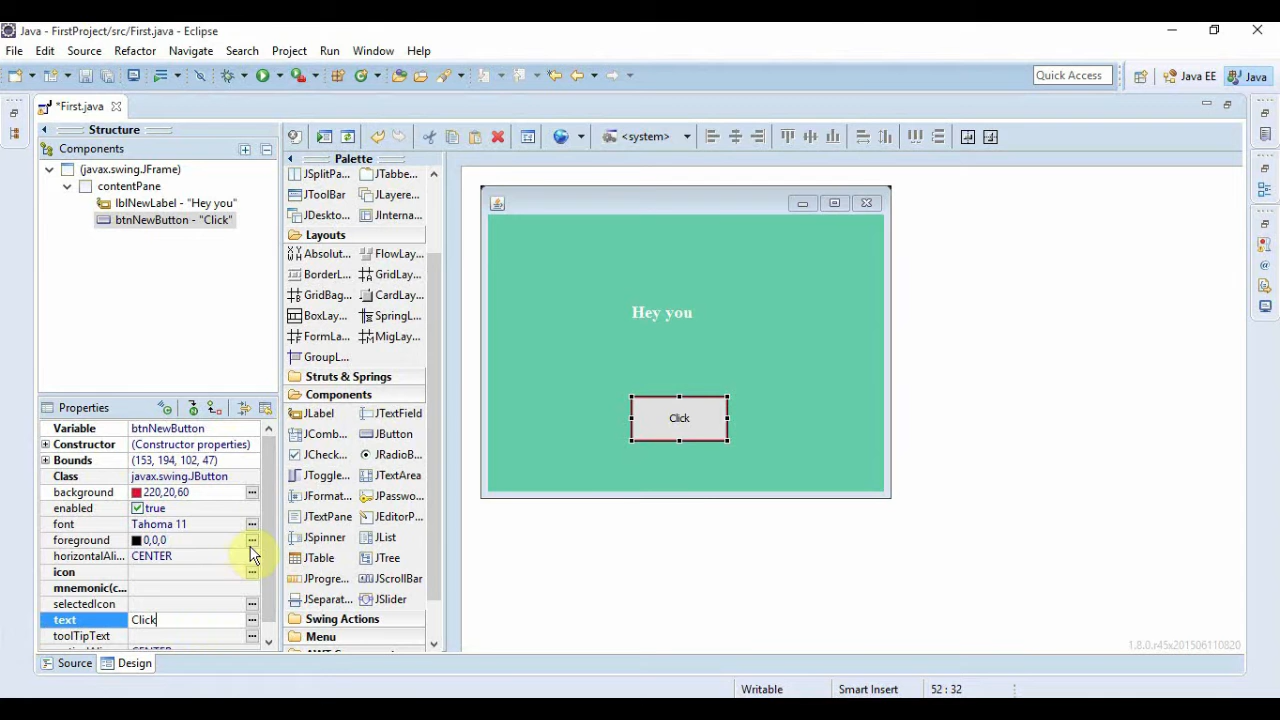 Java - FirstProject/src/First.java - Eclipse
File Edit Source Refactor Navigate Search Project Run Window Help
<system> Quick Access Java EE Java
*First.java
Structure
Components
(javax.swing.JFrame)
contentPane
lblNewLabel - "Hey you"
btnNewButton - "Click"
Palette
JSplitPa... JTabbe...
JToolBar JLayere...
JDeskto... JInterna...
Layouts
Absolut... FlowLay...
BorderL... GridLay...
GridBag... CardLay...
BoxLay... SpringL...
FormLa... MigLay...
GroupL...
Struts & Springs
Components
JLabel JTextField
JComb... JButton
JCheck... JRadioB...
JToggle... JTextArea
JFormat... JPasswo...
JTextPane JEditorP...
JSpinner JList
JTable JTree
JProgre... JScrollBar
JSeparat... JSlider
Swing Actions
Menu
Hey you
Click
Properties
Variable btnNewButton
Constructor (Constructor properties)
Bounds (153, 194, 102, 47)
Class javax.swing.JButton
background 220,20,60 ...
enabled true
font Tahoma 11 ...
foreground 0,0,0 ...
horizontalAli... CENTER
icon ...
mnemonic(c...
selectedIcon ...
text Click ...
toolTipText ...
Source Design
1.8.0.r45x201506110820
Writable Smart Insert 52 : 32